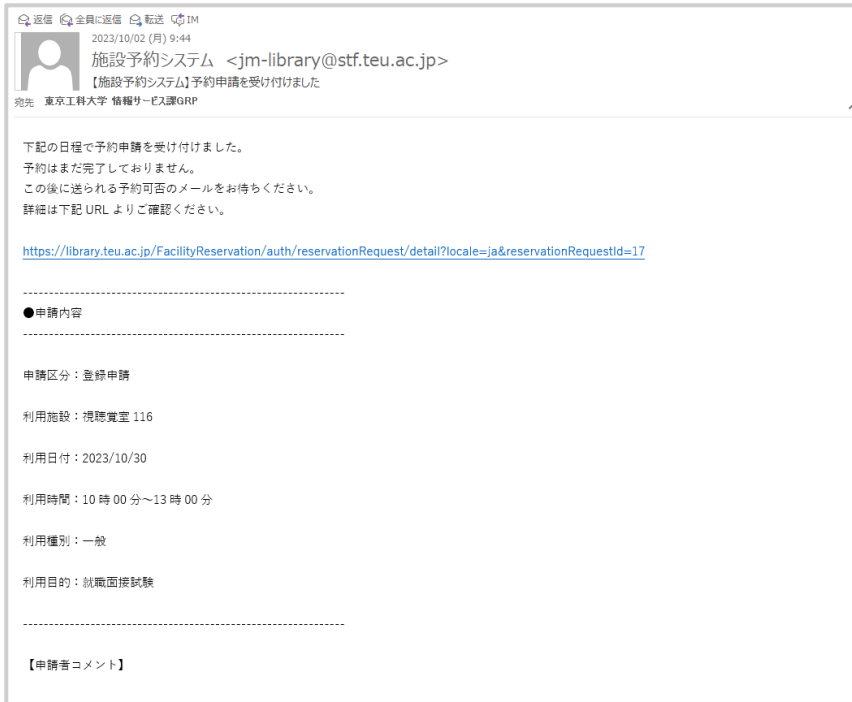 返信 全員に返信 転送 IM
2023/10/02 (月) 9:44
施設予約システム <jm-library@stf.teu.ac.jp>
【施設予約システム】予約申請を受け付けました
宛先 東京工科大学 情報サービス課GRP
下記の日程で予約申請を受け付けました。
予約はまだ完了しておりません。
この後に送られる予約可否のメールをお待ちください。
詳細は下記 URL よりご確認ください。
https://library.teu.ac.jp/FacilityReservation/auth/reservationRequest/detail?locale=ja&reservationRequestId=17
------------------------------------------------------------
●申請内容
------------------------------------------------------------
申請区分：登録申請
利用施設：視聴覚室 116
利用日付：2023/10/30
利用時間：10 時 00 分～13 時 00 分
利用種別：一般
利用目的：就職面接試験
------------------------------------------------------------
【申請者コメント】